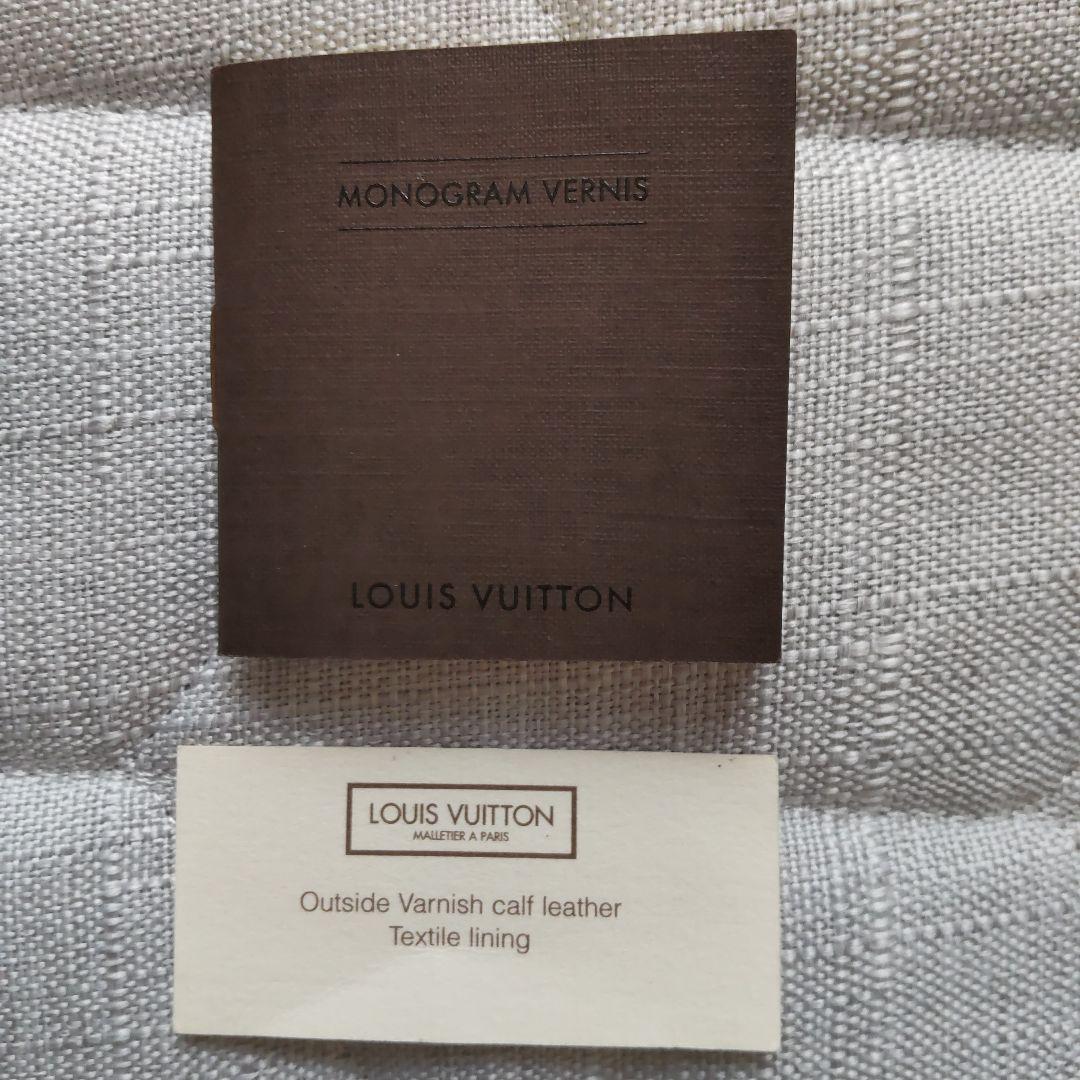 MONOGRAM VERNIS
LOUIS VUITTON
LOUIS VUITTON
MALLETIER A PARIS
Outside Varnish calf leather
Textile lining